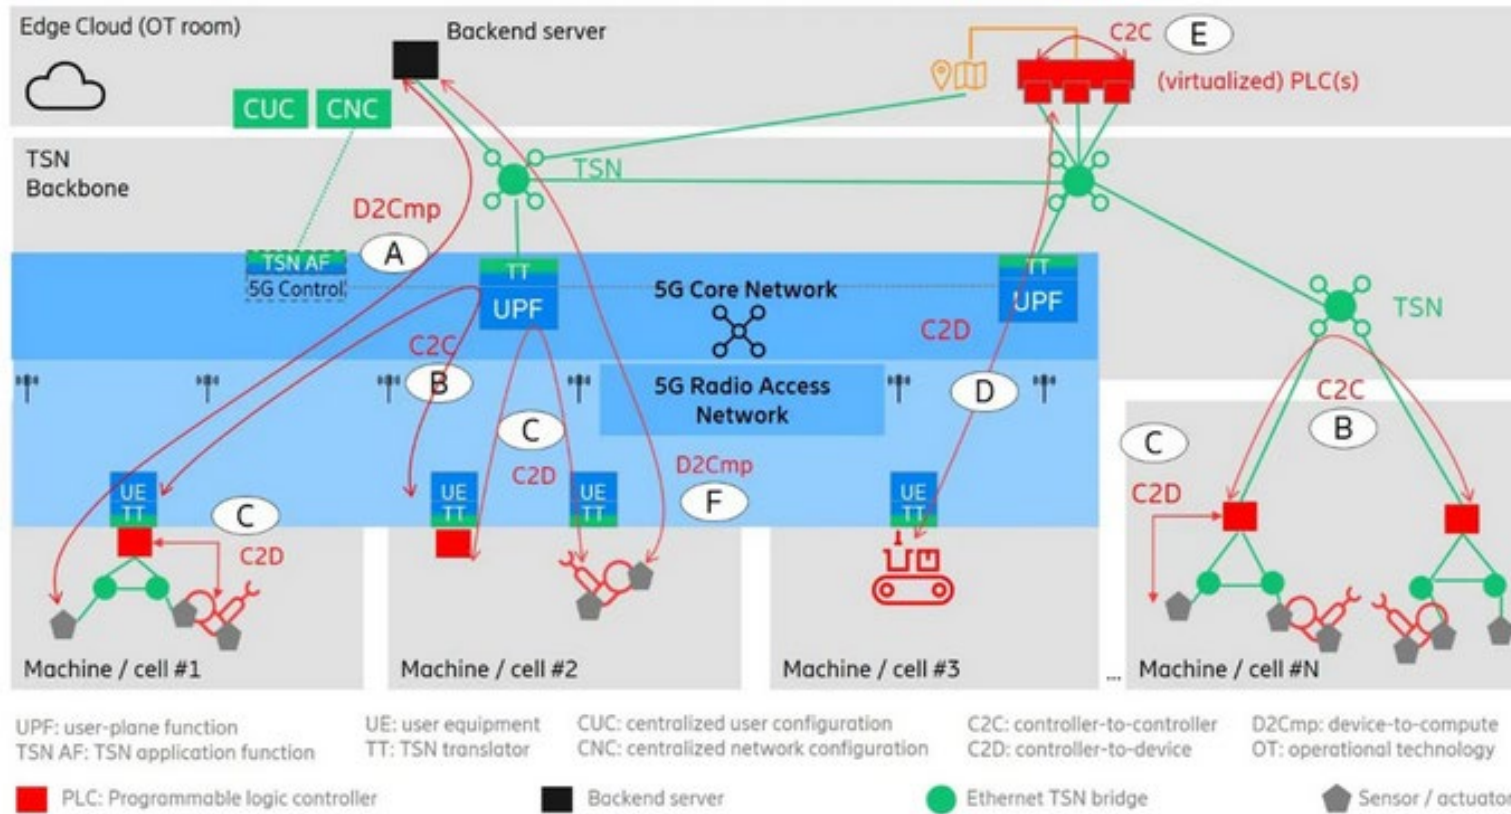 Edge Cloud (OT room)
Backend server
C2C
E
(virtualized) PLC(s)
CUC
CNC
TSN
Backbone
TSN
D2Cmp
A
TSN AF
5G Control
TT
UPF
5G Core Network
TT
UPF
TSN
C2C
B
C2D
5G Radio Access
Network
D
C2C
B
C
C2D
C
C2D
D2Cmp
F
UE
TT
C
C2D
UE
TT
UE
TT
UE
TT
Machine / cell #1
Machine / cell #2
Machine / cell #3
...
Machine / cell #N
UPF: user-plane function
TSN AF: TSN application function
UE: user equipment
TT: TSN translator
CUC: centralized user configuration
CNC: centralized network configuration
C2C: controller-to-controller
C2D: controller-to-device
D2Cmp: device-to-compute
OT: operational technology
PLC: Programmable logic controller
Backend server
Ethernet TSN bridge
Sensor / actuator